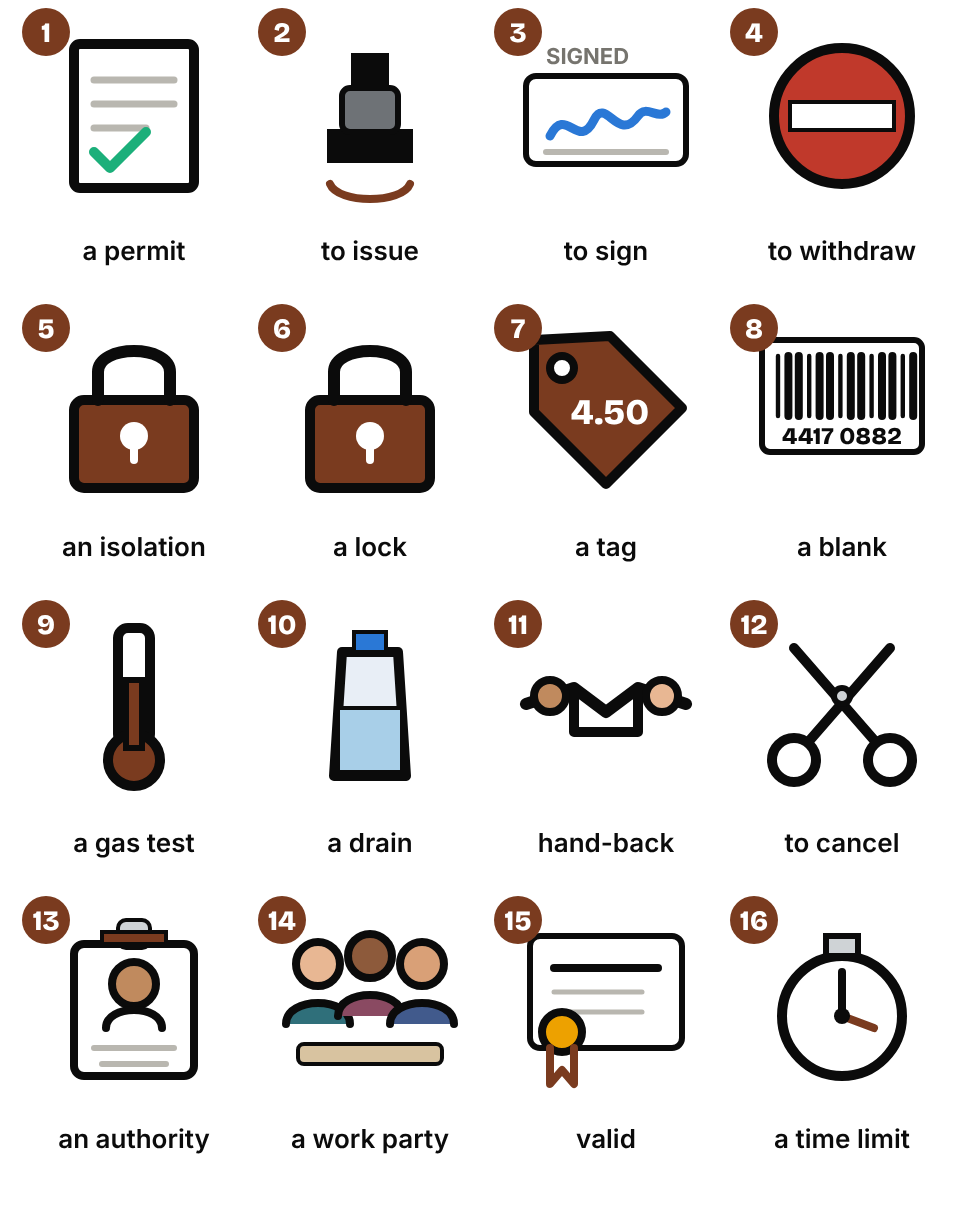 1
a permit
2
to issue
3
SIGNED
to sign
4
to withdraw
5
an isolation
6
a lock
7
4.50
a tag
8
4417 0882
a blank
9
a gas test
10
a drain
11
hand-back
12
to cancel
13
an authority
14
a work party
15
valid
16
a time limit